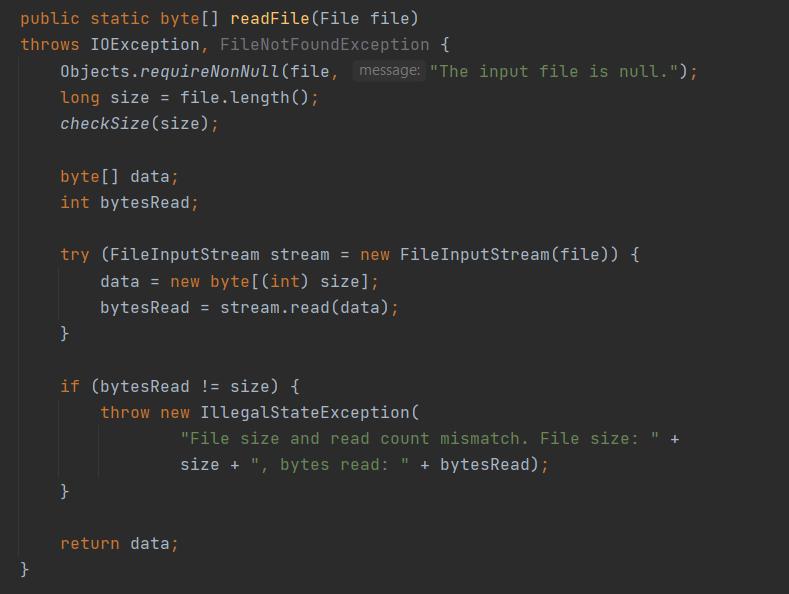 public static byte[] readFile(File file)
throws IOException, FileNotFoundException {
Objects.requireNonNull(file, message: "The input file is null.");
long size = file.length();
checkSize(size);
byte[] data;
int bytesRead;
try (FileInputStream stream = new FileInputStream(file)) {
data = new byte[(int) size];
bytesRead = stream.read(data);
}
if (bytesRead != size) {
throw new IllegalStateException(
"File size and read count mismatch. File size: " +
size + ", bytes read: " + bytesRead);
}
return data;
}